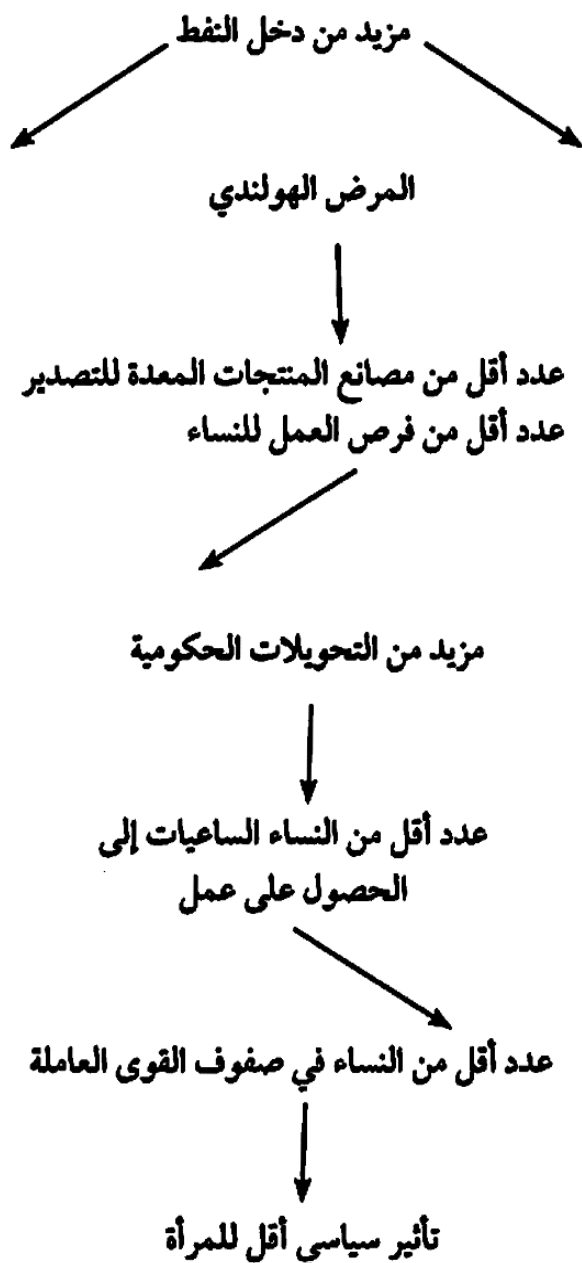 مزيد من دخل النفط
المرض الهولندي
عدد أقل من مصانع المنتجات المعدة للتصدير
عدد أقل من فرص العمل للنساء
مزيد من التحويلات الحكومية
عدد أقل من النساء الساعيات إلى
الحصول على عمل
عدد أقل من النساء في صفوف القوى العاملة
تأثير سياسي أقل للمرأة